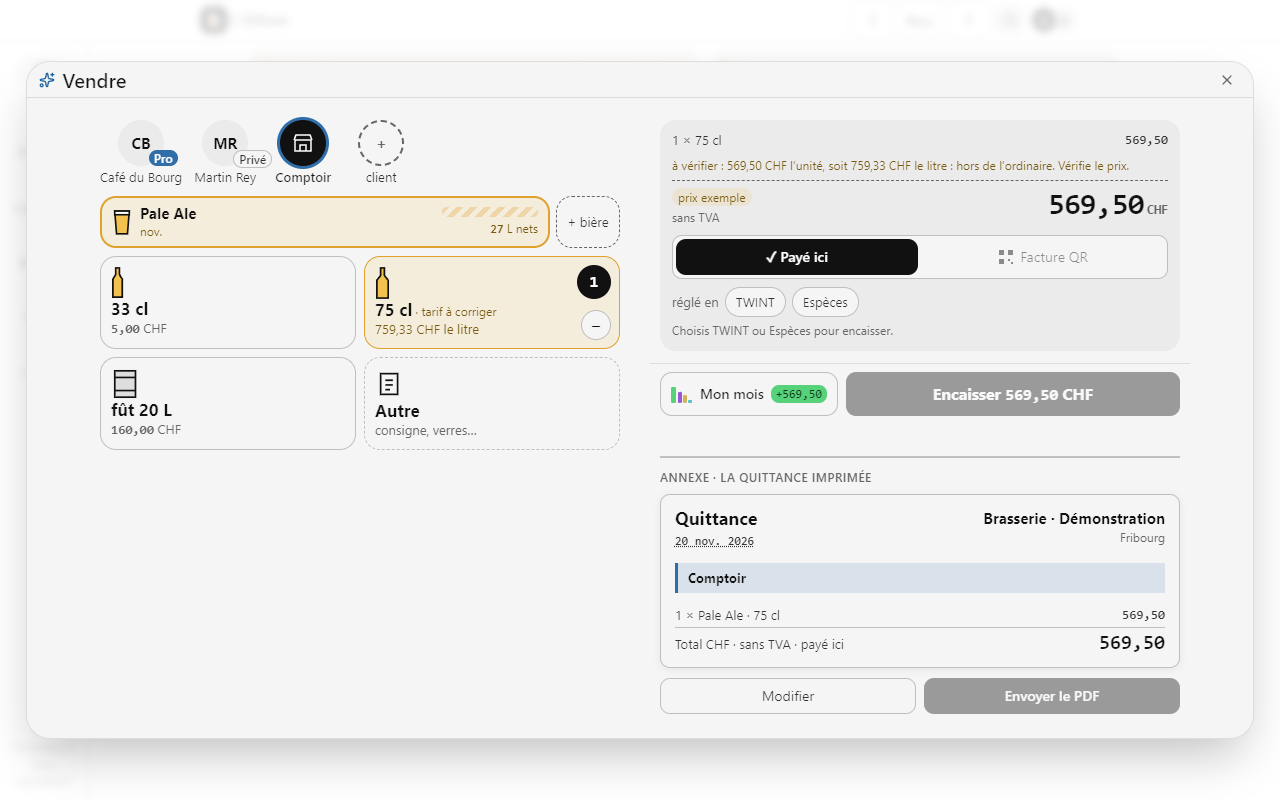 Vendre
CB
Pro
Café du Bourg
MR
Privé
Martin Rey
Comptoir
+
client
Pale Ale
nov.
27 L nets
+ bière
33 cl
5,00 CHF
75 cl · tarif à corriger
759,33 CHF le litre
1
–
fût 20 L
160,00 CHF
Autre
consigne, verres…
1 × 75 cl 569,50
à vérifier : 569,50 CHF l'unité, soit 759,33 CHF le litre : hors de l'ordinaire. Vérifie le prix.
prix exemple
sans TVA
569,50 CHF
✓ Payé ici
Facture QR
réglé en TWINT Espèces
Choisis TWINT ou Espèces pour encaisser.
Mon mois +569,50
Encaisser 569,50 CHF
ANNEXE · LA QUITTANCE IMPRIMÉE
Quittance
Brasserie · Démonstration
20 nov. 2026
Fribourg
Comptoir
1 × Pale Ale · 75 cl 569,50
Total CHF · sans TVA · payé ici 569,50
Modifier
Envoyer le PDF